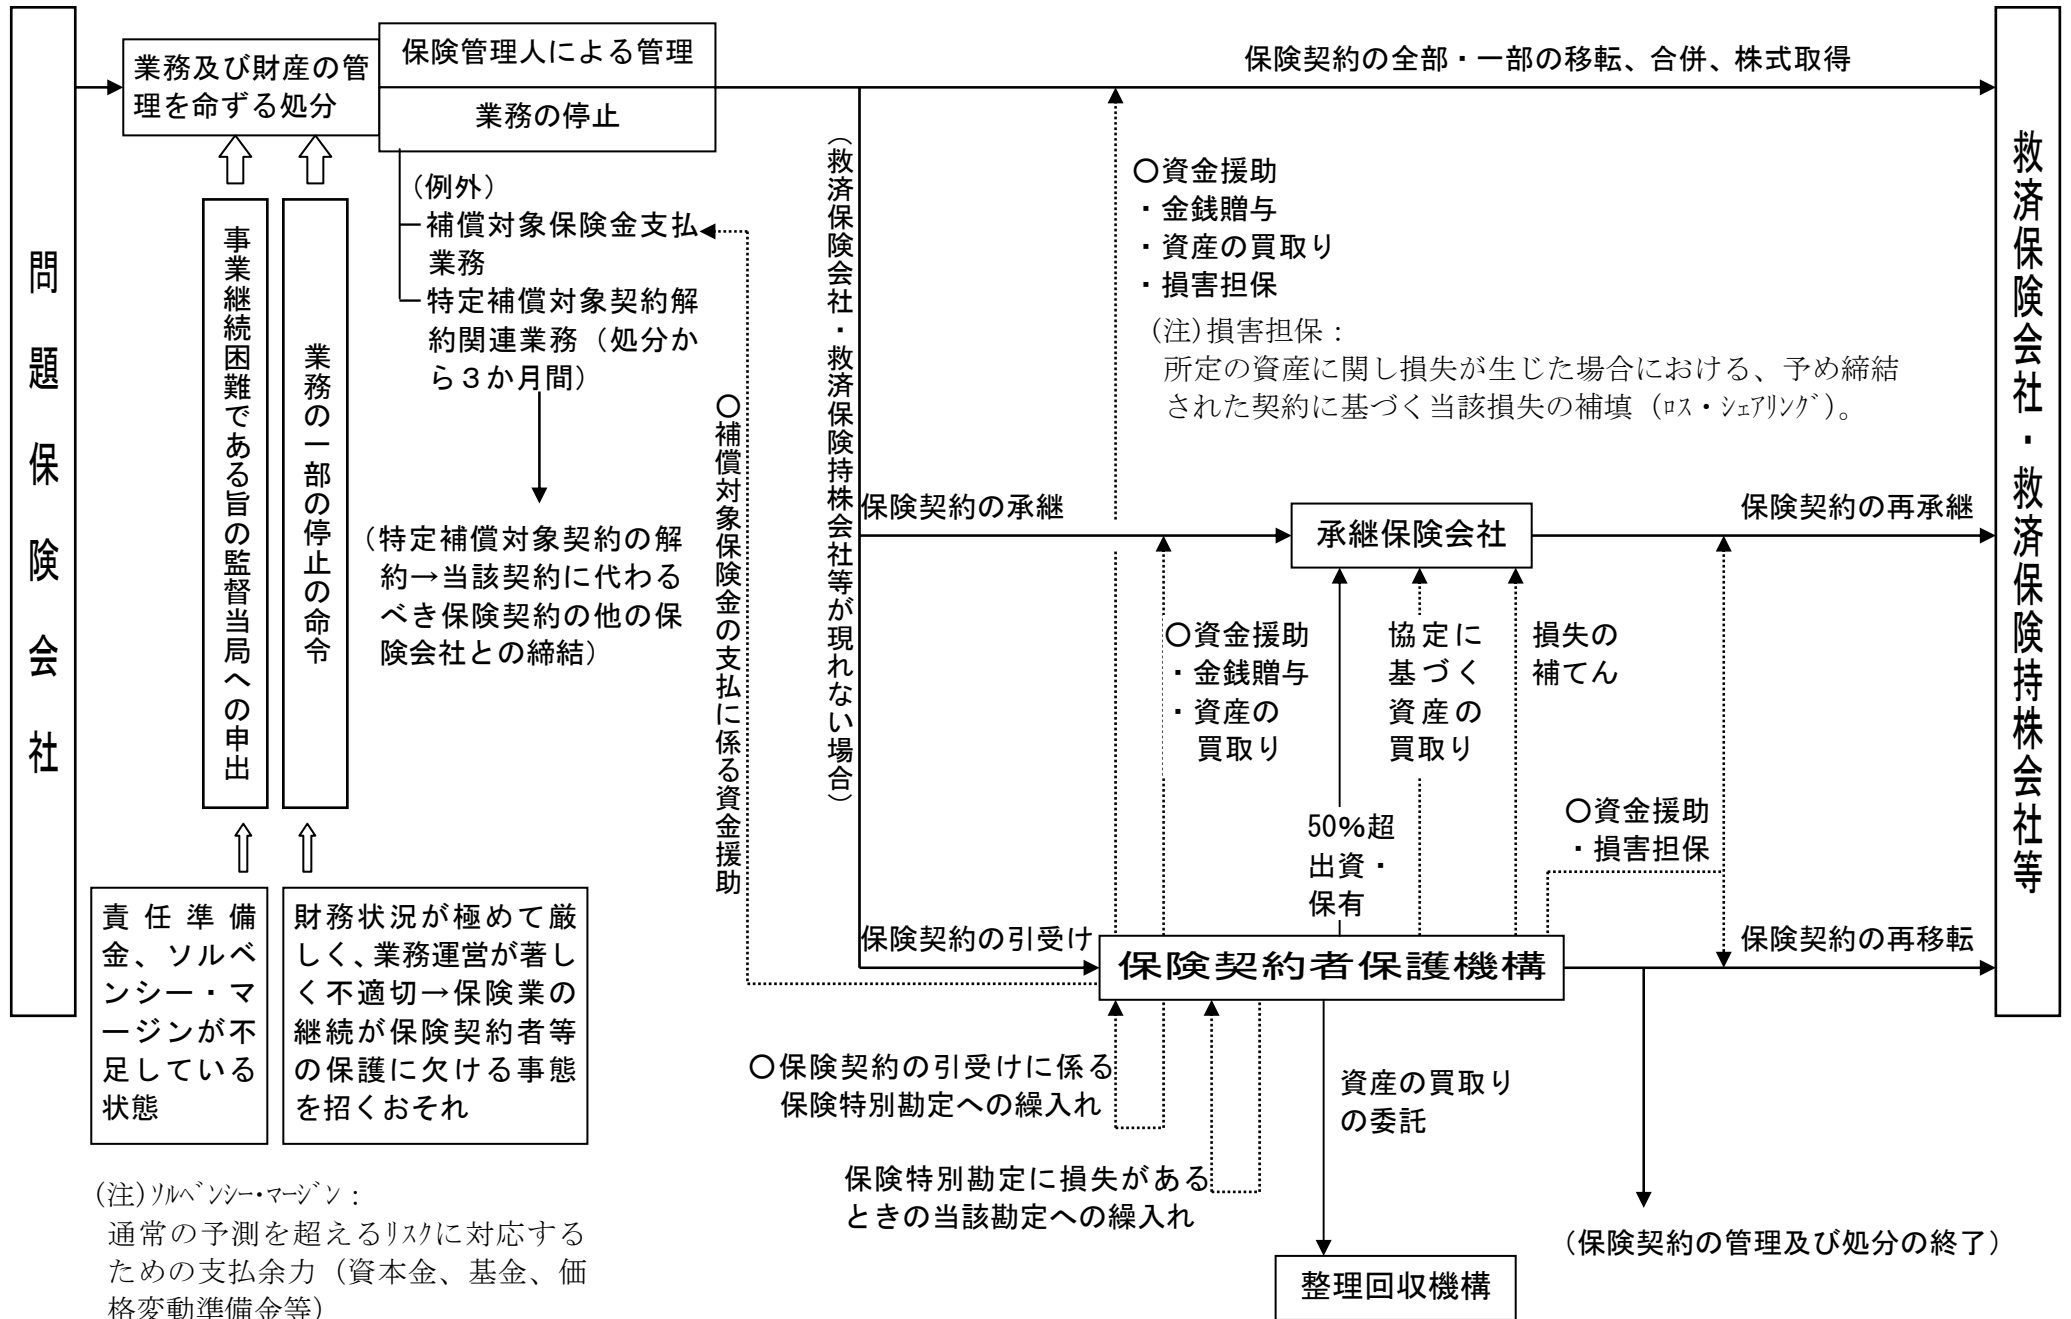 問題保険会社
業務及び財産の管
理を命ずる処分
保険管理人による管理
業務の停止
（例外）
補償対象保険金支払
業務
特定補償対象契約解
約関連業務（処分か
ら３か月間）
（特定補償対象契約の解
約→当該契約に代わる
べき保険契約の他の保
険会社との締結）
事業継続困難である旨の監督当局への申出
業務の一部の停止の命令
責任準備
金、ソルベ
ンシー・マ
ージンが不
足している
状態
財務状況が極めて厳
しく、業務運営が著し
く不適切→保険業の
継続が保険契約者等
の保護に欠ける事態
を招くおそれ
（注）ｿﾙﾍﾞﾝｼｰ･ﾏｰｼﾞﾝ：
通常の予測を超えるﾘｽｸに対応する
ための支払余力（資本金、基金、価
格変動準備金等）
○補償対象保険金の支払に係る資金援助
（救済保険会社・救済保険持株会社等が現れない場合）
保険契約の全部・一部の移転、合併、株式取得
○資金援助
・金銭贈与
・資産の買取り
・損害担保
（注）損害担保：
所定の資産に関し損失が生じた場合における、予め締結
された契約に基づく当該損失の補填（ﾛｽ・ｼｪｱﾘﾝｸﾞ）。
保険契約の承継
承継保険会社
保険契約の再承継
○資金援助
・金銭贈与
・資産の
買取り
50%超
出資・
保有
協定に
基づく
資産の
買取り
損失の
補てん
○資金援助
・損害担保
保険契約の引受け
保険契約者保護機構
保険契約の再移転
○保険契約の引受けに係る
保険特別勘定への繰入れ
保険特別勘定に損失がある
ときの当該勘定への繰入れ
資産の買取り
の委託
整理回収機構
（保険契約の管理及び処分の終了）
救済保険会社・救済保険持株会社等